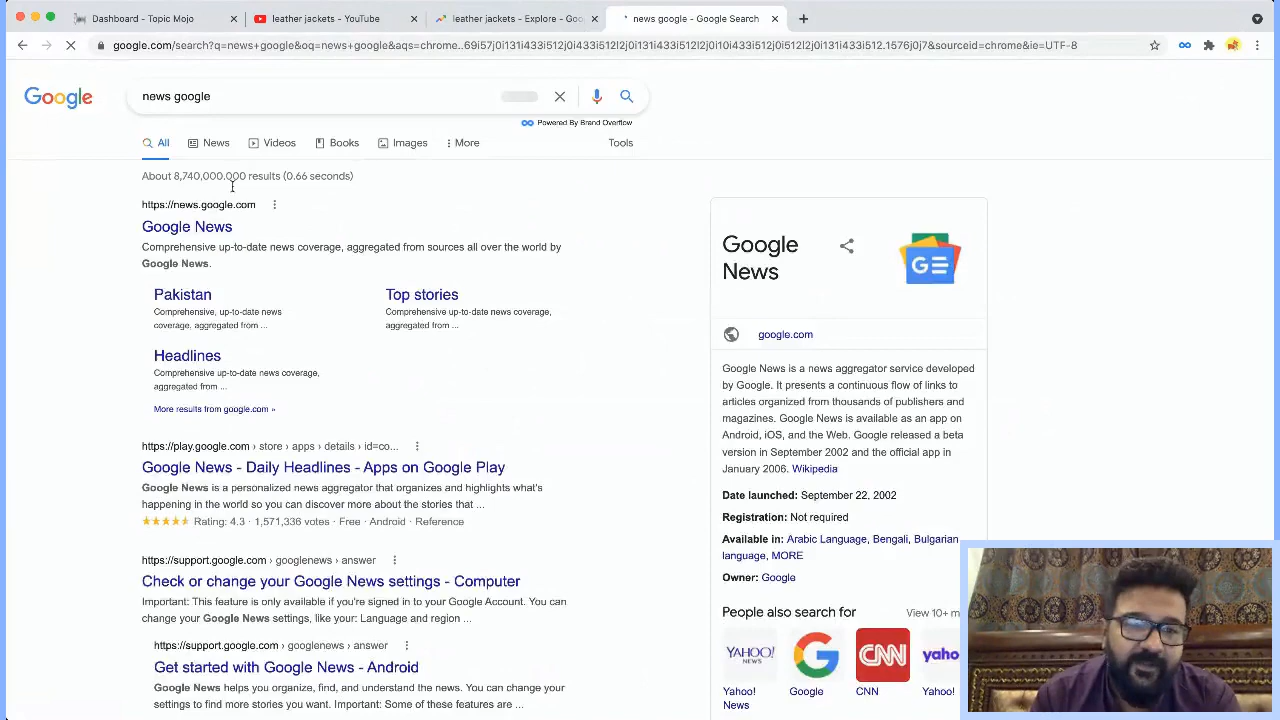 Dashboard - Topic Mojo
leather jackets - YouTube
leather jackets - Explore - Goo
news google - Google Search
google.com/search?q=news+google&oq=news+google&aqs=chrome..69i57j0i131i433i512j0i433i512l2j0i131i433i512l2j0i10i433i512j0i131i433i512l2.1576j0j7&sourceid=chrome&ie=UTF-8
Google
news google
Powered By Brand Overflow
All
News
Videos
Books
Images
More
Tools
About 8,740,000,000 results (0.66 seconds)
https://news.google.com
Google News
Comprehensive up-to-date news coverage, aggregated from sources all over the world by
Google News.
Pakistan
Comprehensive, up-to-date news
coverage, aggregated from ...
Top stories
Comprehensive up-to-date news coverage,
aggregated from ...
Headlines
Comprehensive up-to-date news coverage,
aggregated from ...
More results from google.com »
https://play.google.com › store › apps › details › id=co...
Google News - Daily Headlines - Apps on Google Play
Google News is a personalized news aggregator that organizes and highlights what's
happening in the world so you can discover more about the stories that ...
Rating: 4.3 · 1,571,336 votes · Free · Android · Reference
https://support.google.com › googlenews › answer
Check or change your Google News settings - Computer
Important: This feature is only available if you're signed in to your Google Account. You can
change your Google News settings, like your: Language and region ...
https://support.google.com › googlenews › answer
Get started with Google News - Android
Google News helps you organize, find, and understand the news. You can change your
settings to find more stories you want. Important: Some of these features are ...
Google
News
GE
google.com
Google News is a news aggregator service developed
by Google. It presents a continuous flow of links to
articles organized from thousands of publishers and
magazines. Google News is available as an app on
Android, iOS, and the Web. Google released a beta
version in September 2002 and the official app in
January 2006. Wikipedia
Date launched: September 22, 2002
Registration: Not required
Available in: Arabic Language, Bengali, Bulgarian
language, MORE
Owner: Google
People also search for
View 10+ m
YAHOO!
NEWS
G
CNN
yaho
Yahoo!
News
Google
CNN
Yahoo!